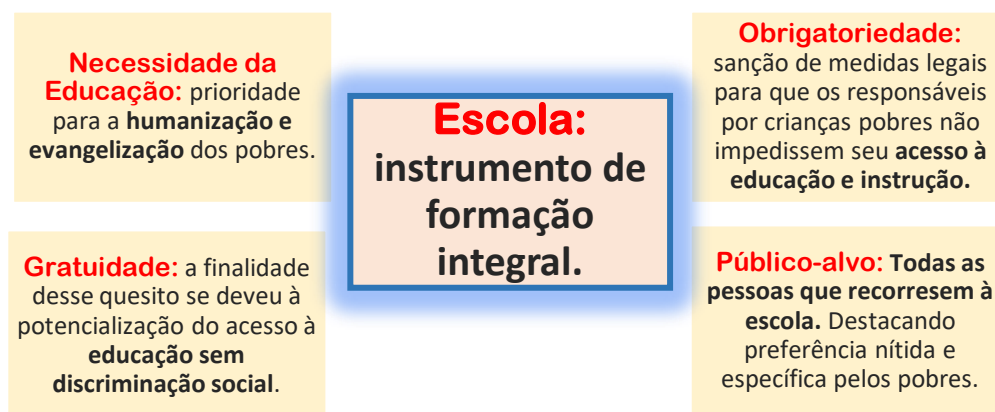 Necessidade da
Educação: prioridade
para a humanização e
evangelização dos pobres.
Gratuidade: a finalidade
desse quesito se deveu à
potencialização do acesso à
educação sem
discriminação social.
Escola:
instrumento de
formação
integral.
Obrigatoriedade:
sanção de medidas legais
para que os responsáveis
por crianças pobres não
impedissem seu acesso à
educação e instrução.
Público-alvo: Todas as
pessoas que recorresem à
escola. Destacando
preferência nítida e
específica pelos pobres.